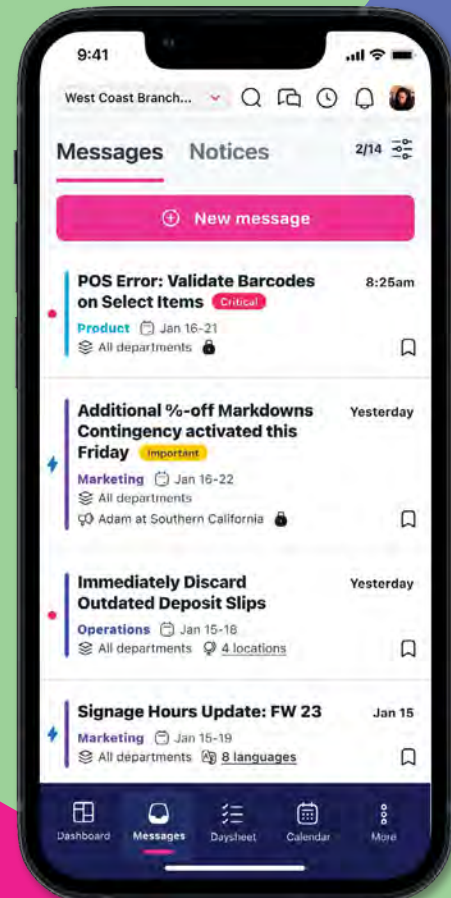 9:41
West Coast Branch...
Messages Notices 2/14
New message
POS Error: Validate Barcodes 8:25am
on Select Items Critical
Product Jan 16-21
All departments
Additional %-off Markdowns Yesterday
Contingency activated this
Friday Important
Marketing Jan 16-22
All departments
Adam at Southern California
Immediately Discard Yesterday
Outdated Deposit Slips
Operations Jan 15-18
All departments 4 locations
Signage Hours Update: FW 23 Jan 15
Marketing Jan 15-19
All departments 8 languages
Dashboard Messages Daysheet Calendar More